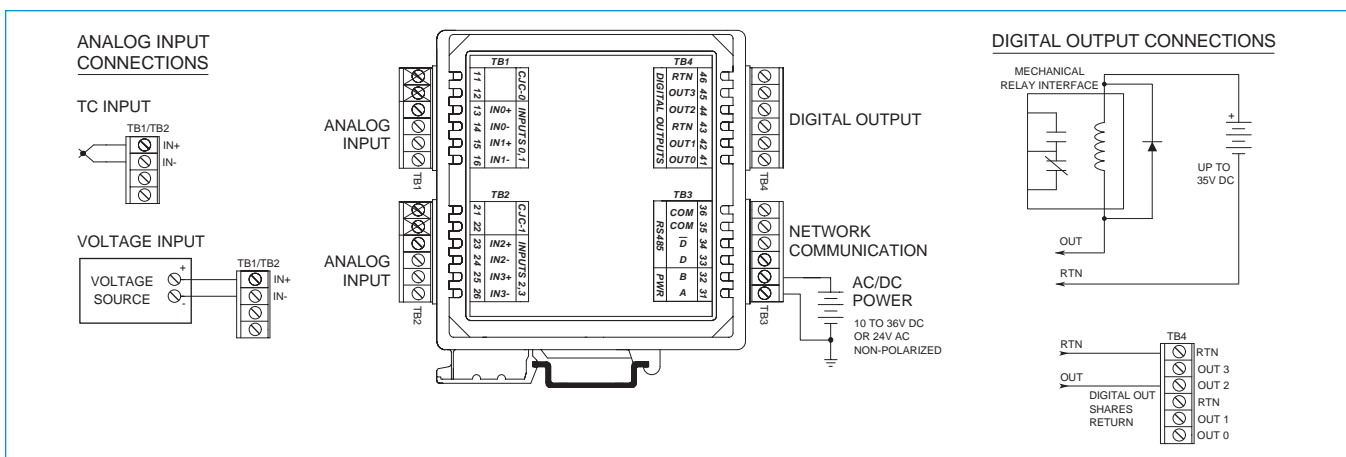 ANALOG INPUT
CONNECTIONS
TC INPUT
TB1/TB2
IN+
IN-
VOLTAGE INPUT
VOLTAGE
SOURCE
+
-
TB1/TB2
IN+
IN-
ANALOG
INPUT
TB1
ANALOG
INPUT
TB2
TB1
11
12
CJC-0
13 IN0+
14 IN0-
15 IN1+
16 IN1-
INPUTS 0,1
TB2
21
22
CJC-1
23 IN2+
24 IN2-
25 IN3+
26 IN3-
INPUTS 2,3
TB4
DIGITAL OUTPUTS
RTN 46
OUT3 45
OUT2 44
RTN 43
OUT1 42
OUT0 41
TB3
RS485
COM 36
COM 35
D̅ 34
D 33
PWR
B 32
A 31
DIGITAL OUTPUT
TB4
NETWORK
COMMUNICATION
TB3
AC/DC
POWER
10 TO 36V DC
OR 24V AC
NON-POLARIZED
DIGITAL OUTPUT CONNECTIONS
MECHANICAL
RELAY INTERFACE
+
UP TO
35V DC
OUT
RTN
TB4
RTN
OUT
DIGITAL OUT
SHARES
RETURN
RTN
OUT 3
OUT 2
RTN
OUT 1
OUT 0